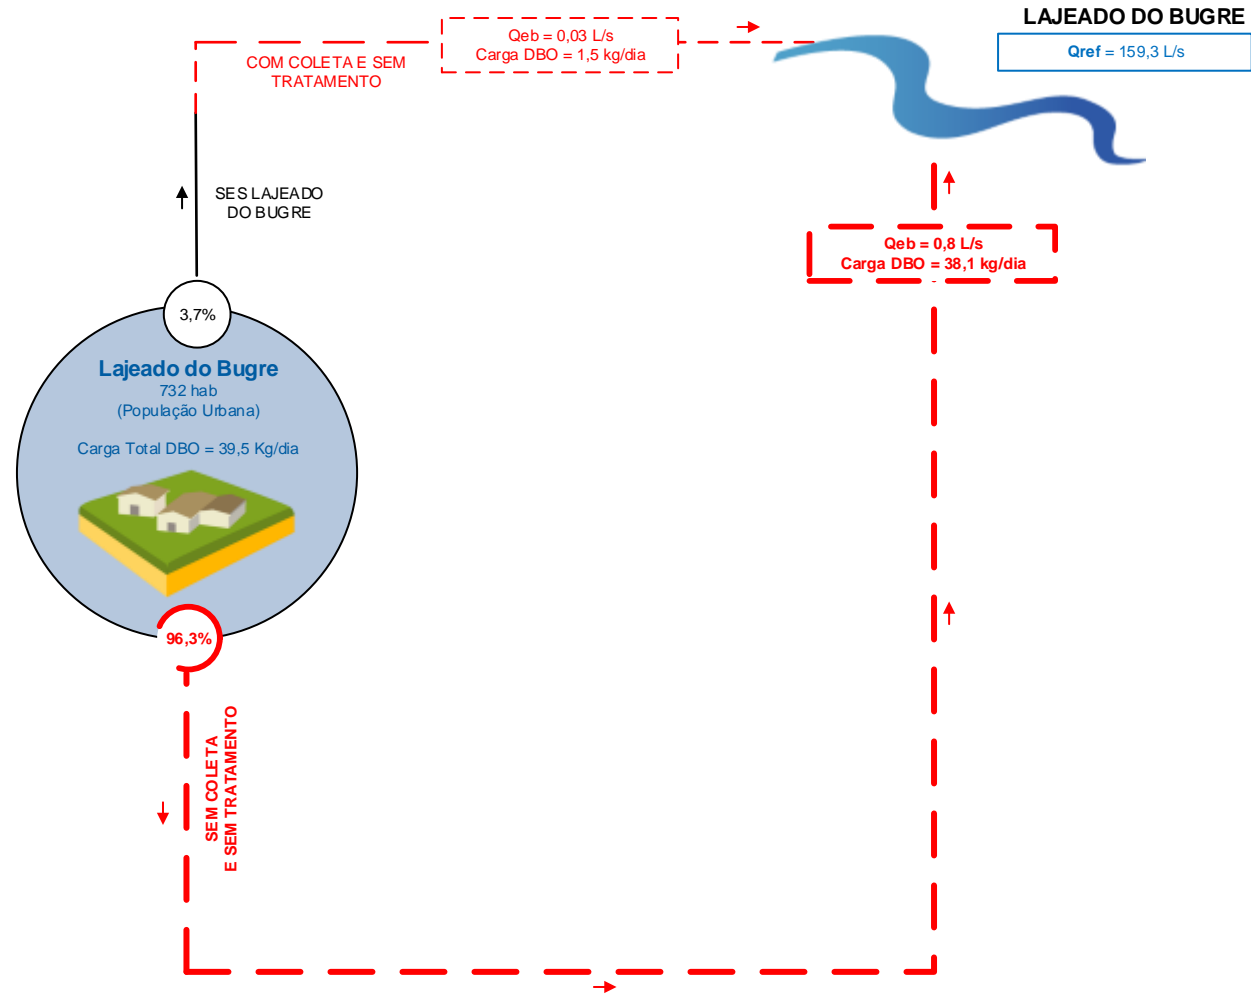 LAJEADO DO BUGRE
Qref = 159,3 L/s
Qeb = 0,03 L/s
Carga DBO = 1,5 kg/dia
COM COLETA E SEM
TRATAMENTO
SES LAJEADO
DO BUGRE
Qeb = 0,8 L/s
Carga DBO = 38,1 kg/dia
3,7%
Lajeado do Bugre
732 hab
(População Urbana)
Carga Total DBO = 39,5 Kg/dia
96,3%
SEM COLETA
E SEM TRATAMENTO